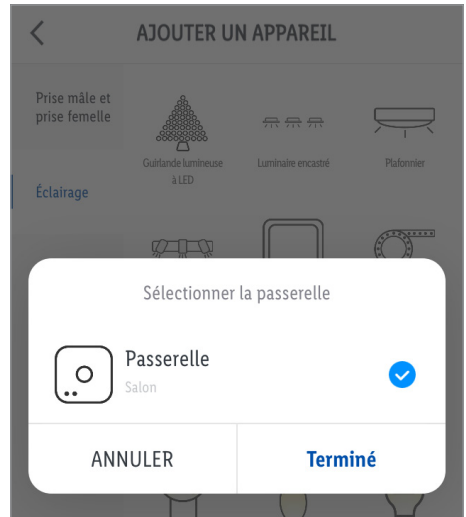 AJOUTER UN APPAREIL
Prise mâle et
prise femelle
Éclairage
Guirlande lumineuse
à LED
Luminaire encastré
Plafonnier
Sélectionner la passerelle
Passerelle
Salon
ANNULER
Terminé